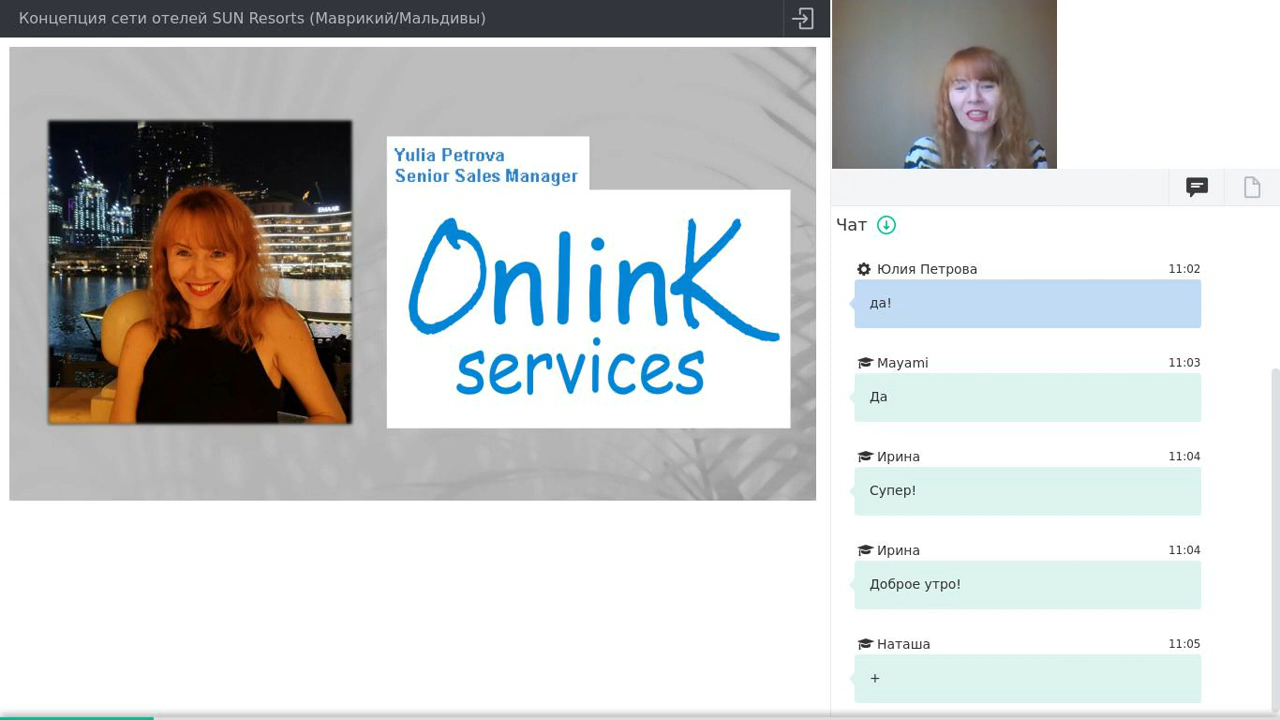 Концепция сети отелей SUN Resorts (Маврикий/Мальдивы)
Yulia Petrova
Senior Sales Manager
Onlink
services
Чат
Юлия Петрова 11:02
да!
Mayami 11:03
Да
Ирина 11:04
Супер!
Ирина 11:04
Доброе утро!
Наташа 11:05
+